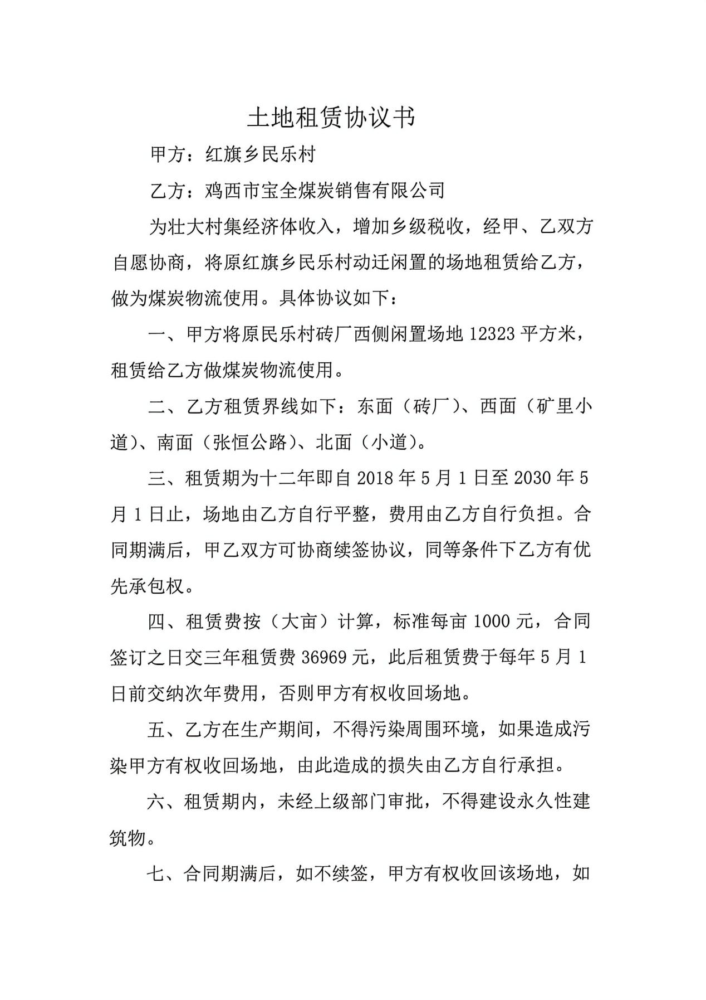 土地租赁协议书
甲方：红旗乡民乐村
乙方：鸡西市宝全煤炭销售有限公司
为壮大村集经济体收入，增加乡级税收，经甲、乙双方
自愿协商，将原红旗乡民乐村动迁闲置的场地租赁给乙方，
做为煤炭物流使用。具体协议如下：
一、甲方将原民乐村砖厂西侧闲置场地 12323 平方米，
租赁给乙方做煤炭物流使用。
二、乙方租赁界线如下：东面（砖厂）、西面（矿里小
道）、南面（张恒公路）、北面（小道）。
三、租赁期为十二年即自 2018 年 5 月 1 日至 2030 年 5
月 1 日止，场地由乙方自行平整，费用由乙方自行负担。合
同期满后，甲乙双方可协商续签协议，同等条件下乙方有优
先承包权。
四、租赁费按（大亩）计算，标准每亩 1000 元，合同
签订之日交三年租赁费 36969 元，此后租赁费于每年 5 月 1
日前交纳次年费用，否则甲方有权收回场地。
五、乙方在生产期间，不得污染周围环境，如果造成污
染甲方有权收回场地，由此造成的损失由乙方自行承担。
六、租赁期内，未经上级部门审批，不得建设永久性建
筑物。
七、合同期满后，如不续签，甲方有权收回该场地，如